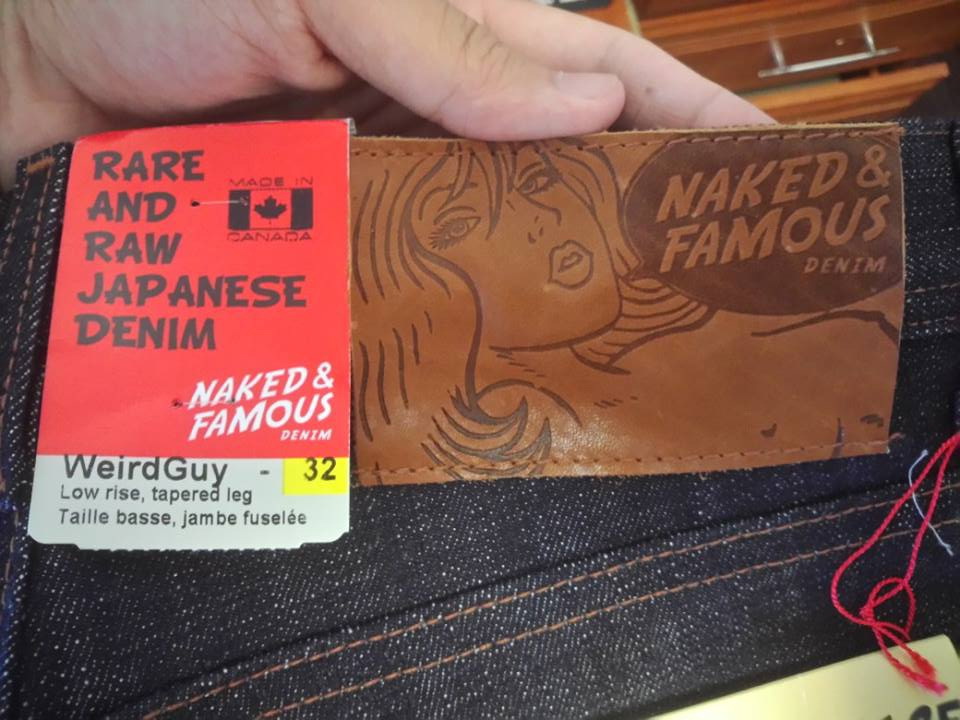 RARE
AND
RAW
JAPANESE
DENIM
MADE IN
CANADA
NAKED &
FAMOUS
DENIM
WeirdGuy - 32
Low rise, tapered leg
Taille basse, jambe fuselée
NAKED &
FAMOUS
DENIM